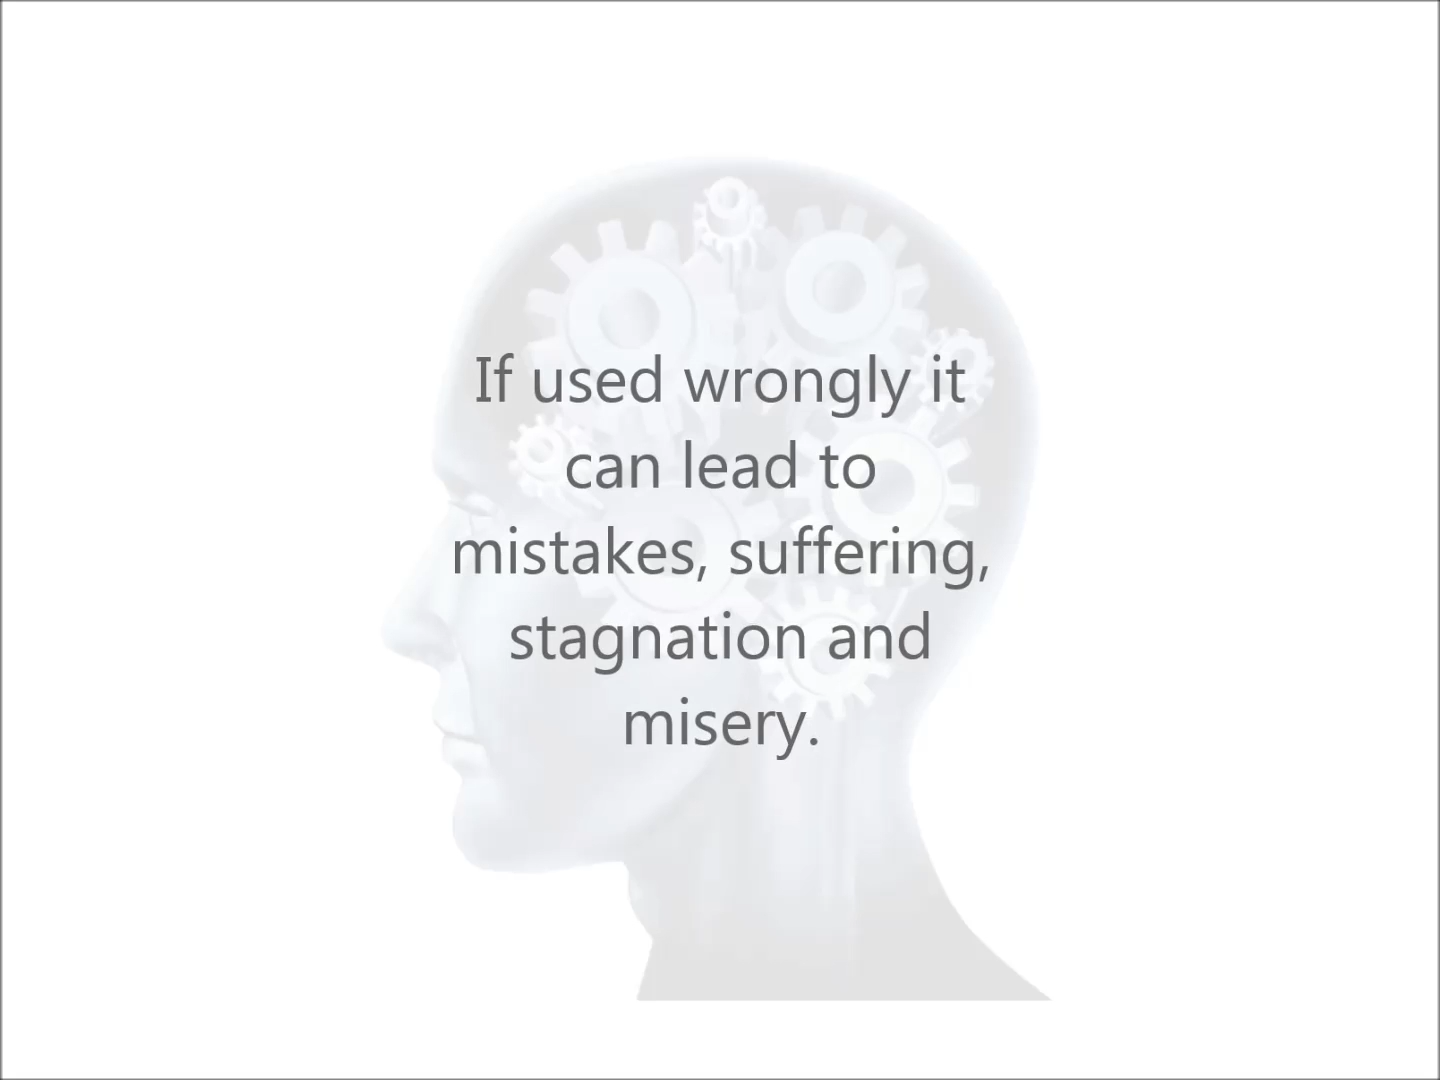 If used wrongly it
can lead to
mistakes, suffering,
stagnation and
misery.